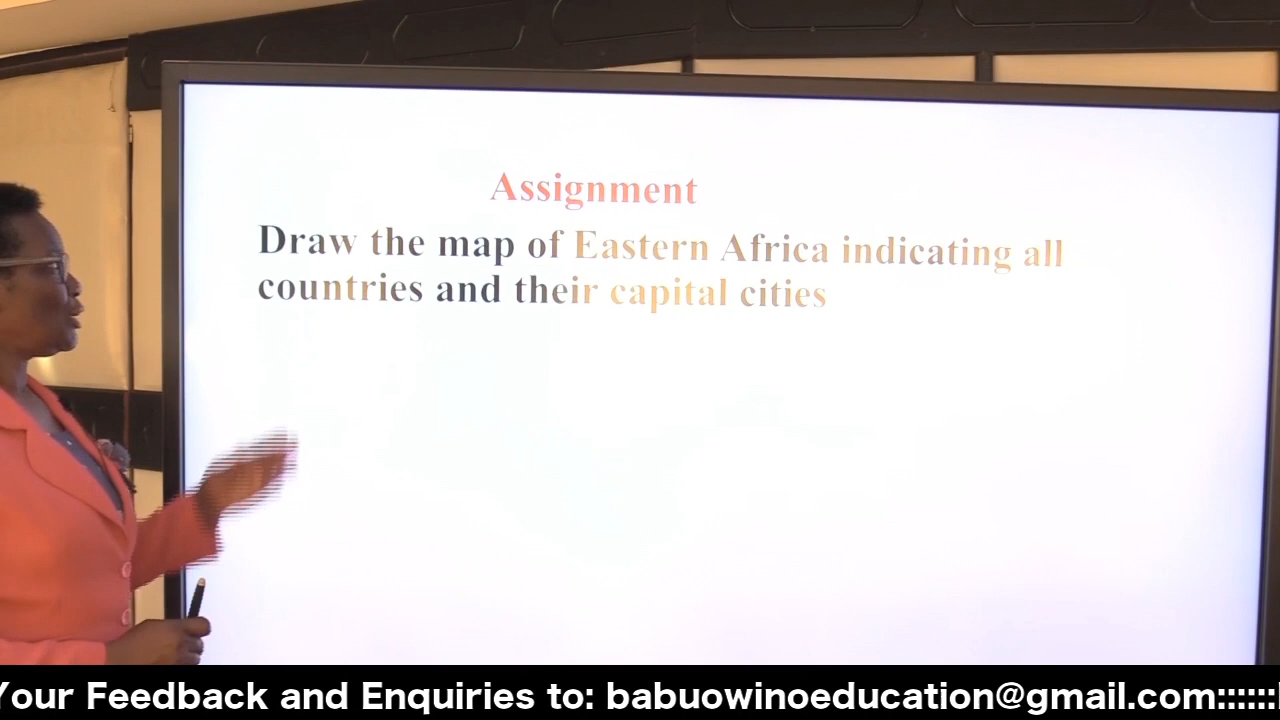 Assignment
Draw the map of Eastern Africa indicating all
countries and their capital cities
Your Feedback and Enquiries to: babuowinoeducation@gmail.com::::::